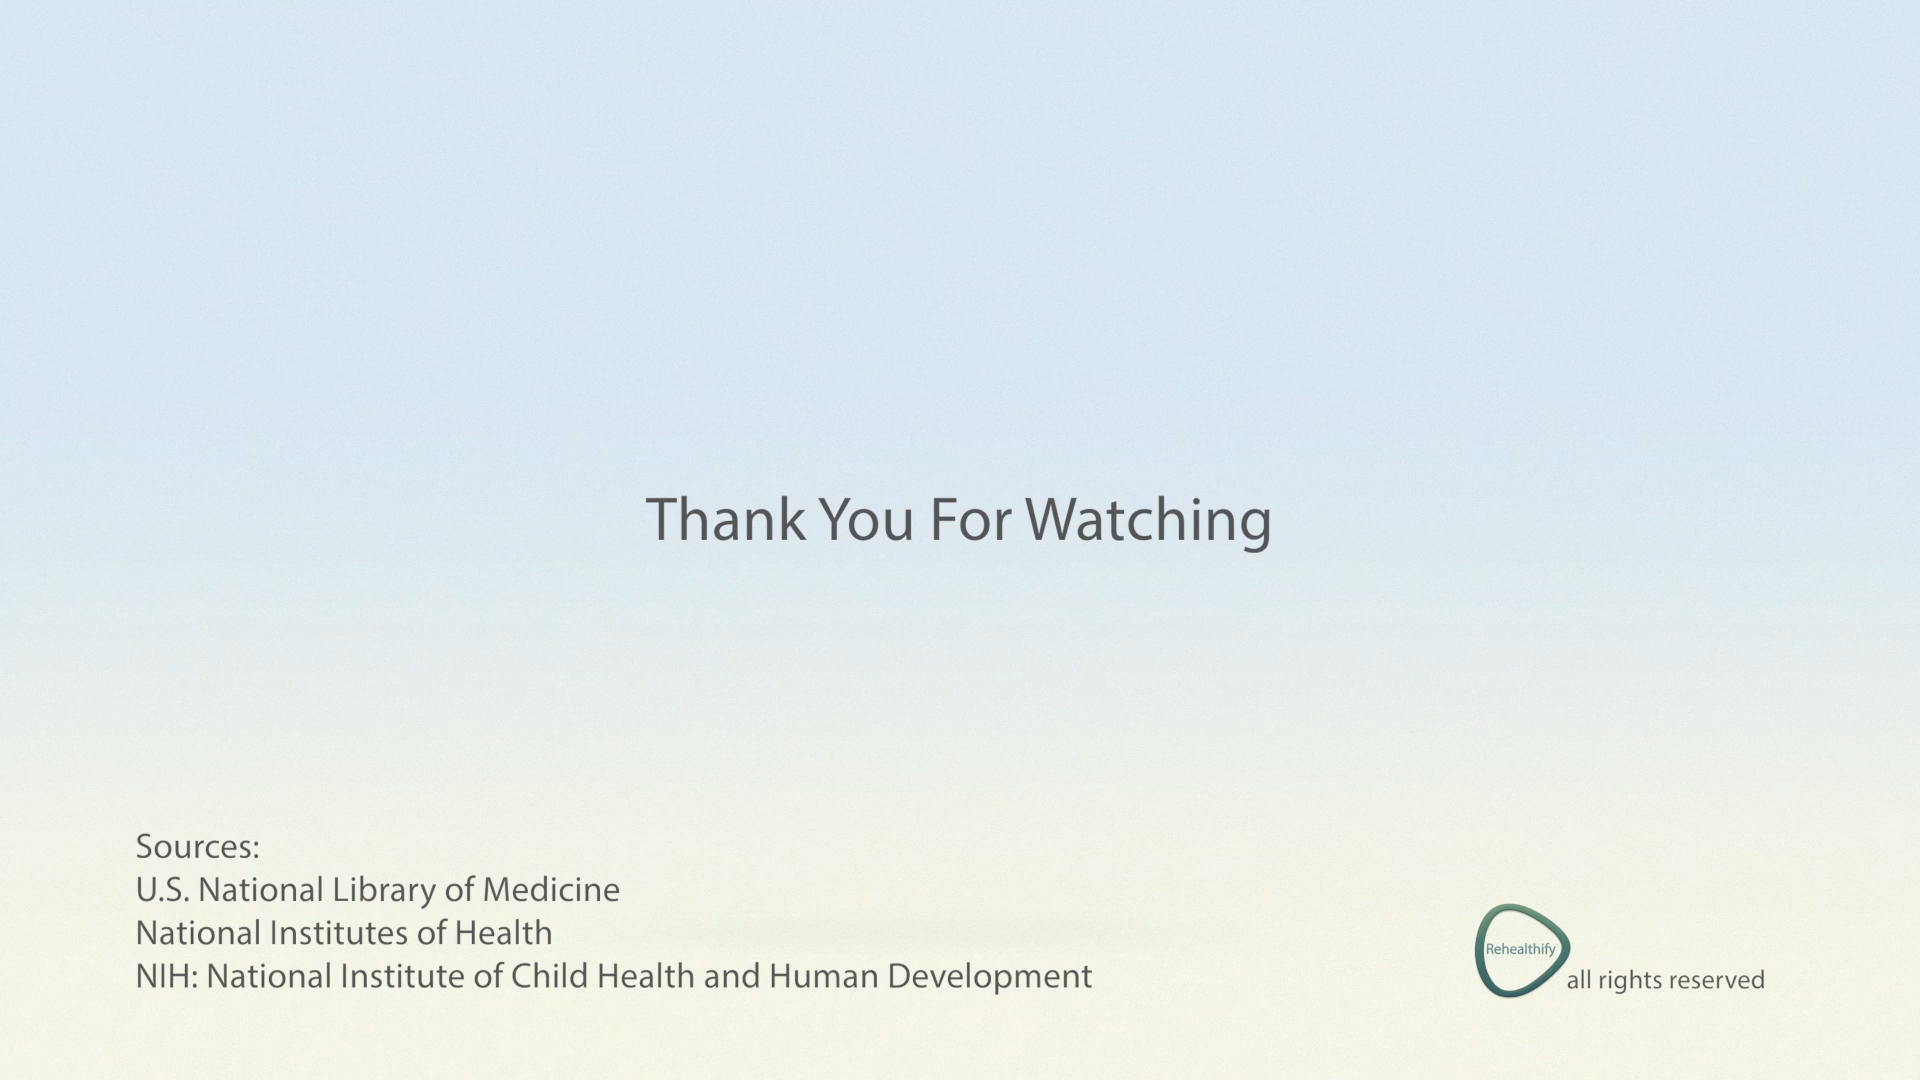 Thank You For Watching
Sources:
U.S. National Library of Medicine
National Institutes of Health
NIH: National Institute of Child Health and Human Development
Rehealthify
all rights reserved